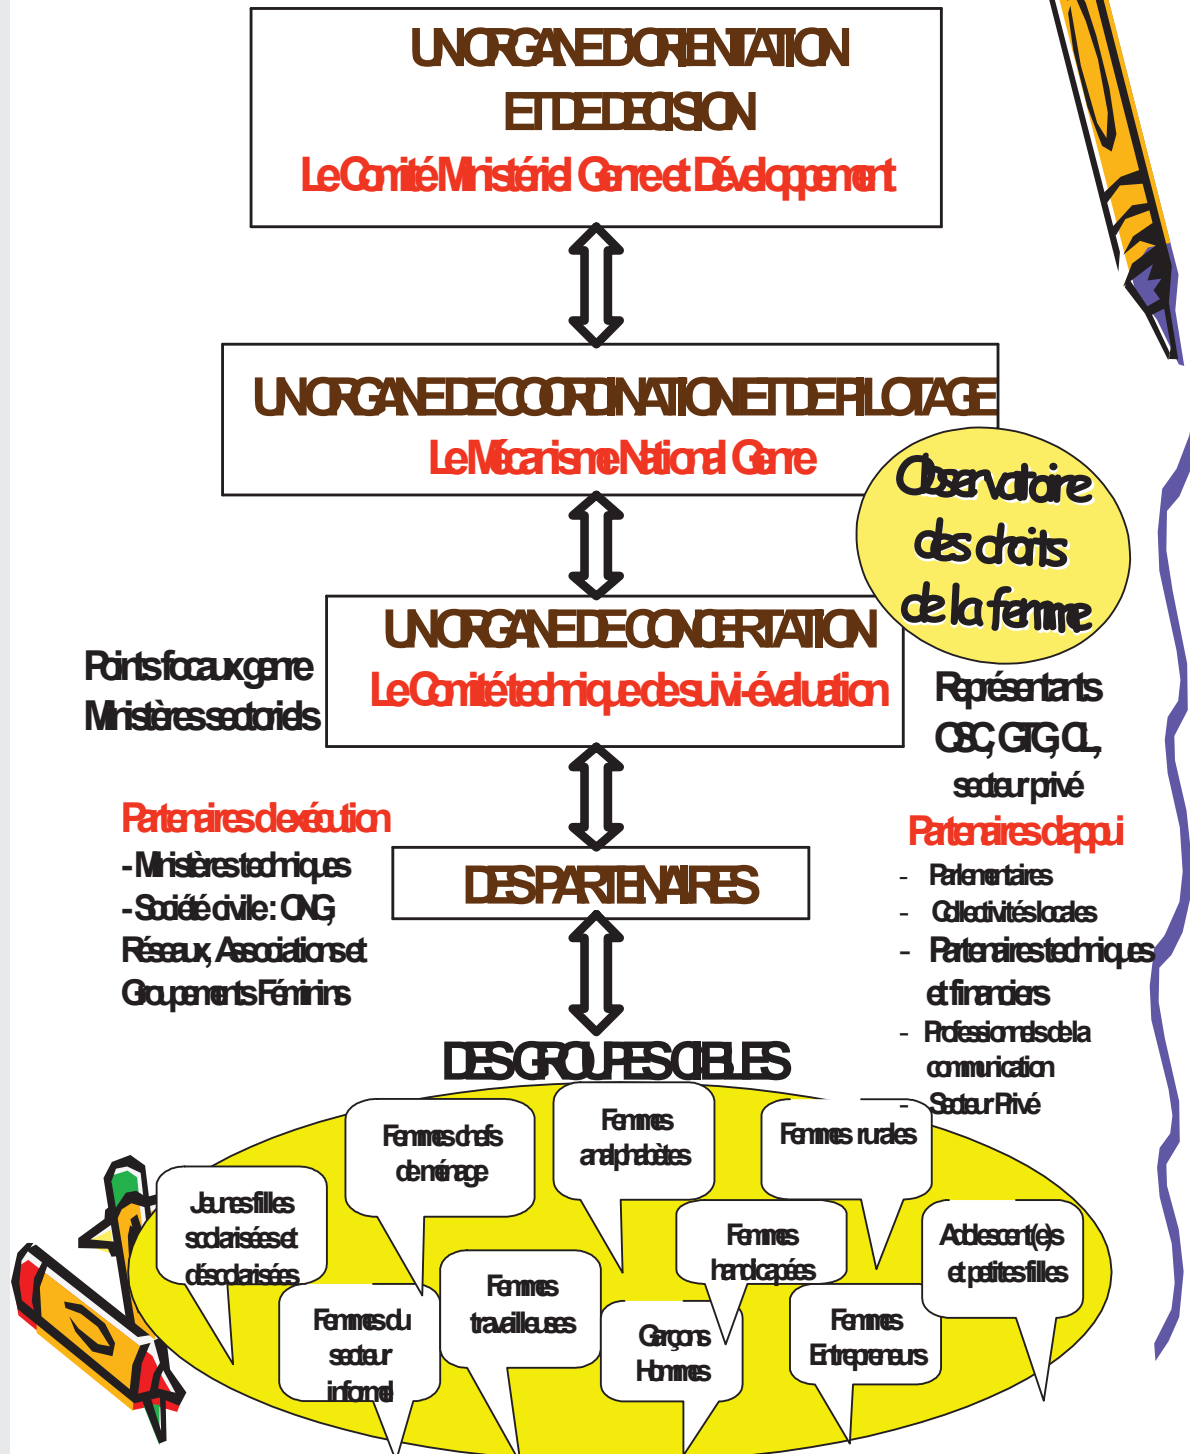 UN ORGANE D'ORIENTATION
ET DE DECISION
Le Comité Ministériel Genre et Développement
UN ORGANE DE COORDINATION ET DE PILOTAGE
Le Mécanisme National Genre
Observatoire
des droits
de la femme
UN ORGANE DE CONCERTATION
Le Comité technique de suivi-évaluation
Points focaux genre
Ministères sectoriels
Représentants
OSC, GTG, CL,
secteur privé
Partenaires d'exécution
- Ministères techniques
- Société civile : ONG,
Réseaux, Associations et
Groupements Féminins
DES PARTENAIRES
Partenaires d'appui
- Parlementaires
- Collectivités locales
- Partenaires techniques
et financiers
- Professionnels de la
communication
- Secteur Privé
DES GROUPES CIBLES
Femmes chefs
de ménage
Femmes
analphabètes
Femmes rurales
Jeunes filles
scolarisées et
déscolarisées
Femmes
handicapées
Adolescent(e)s
et petites filles
Femmes du
secteur
informel
Femmes
travailleuses
Garçons
Hommes
Femmes
Entrepreneurs